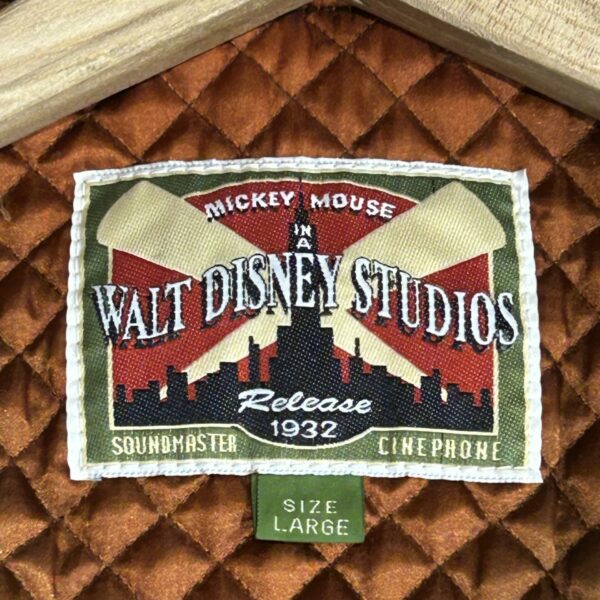 MICKEY MOUSE
IN
A
WALT DISNEY STUDIOS
Release
1932
SOUNDMASTER CINEPHONE
SIZE
LARGE